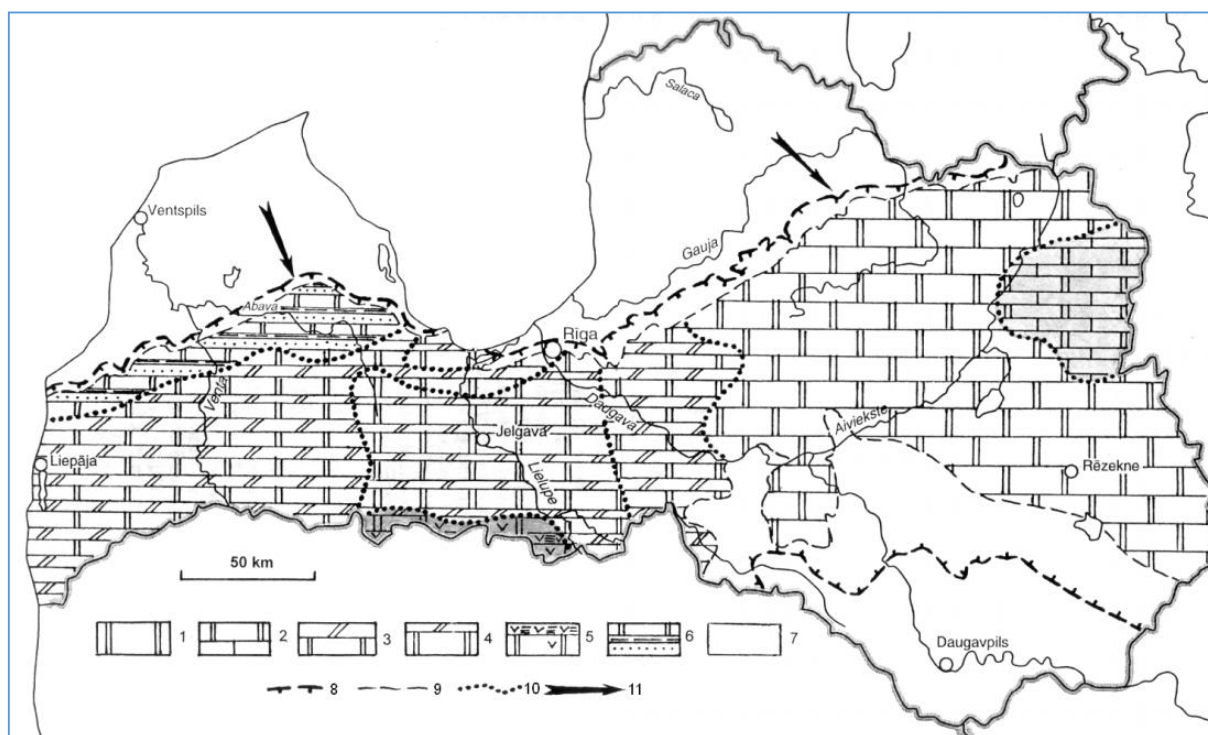 Salaca
Ventspils
Gauja
Abava
Riga
Venta
Dadgava
Jelgava
Aiviekste
Liepāja
Lielupe
Rēzekne
50 km
1 2 3 4 5 6 7
Daugavpils
8 9 10 11